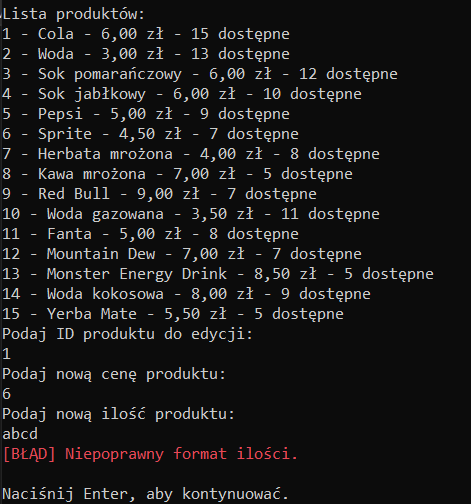 Lista produktów:
1 - Cola - 6,00 zł - 15 dostępne
2 - Woda - 3,00 zł - 13 dostępne
3 - Sok pomarańczowy - 6,00 zł - 12 dostępne
4 - Sok jabłkowy - 6,00 zł - 10 dostępne
5 - Pepsi - 5,00 zł - 9 dostępne
6 - Sprite - 4,50 zł - 7 dostępne
7 - Herbata mrożona - 4,00 zł - 8 dostępne
8 - Kawa mrożona - 7,00 zł - 5 dostępne
9 - Red Bull - 9,00 zł - 7 dostępne
10 - Woda gazowana - 3,50 zł - 11 dostępne
11 - Fanta - 5,00 zł - 8 dostępne
12 - Mountain Dew - 7,00 zł - 7 dostępne
13 - Monster Energy Drink - 8,50 zł - 5 dostępne
14 - Woda kokosowa - 8,00 zł - 9 dostępne
15 - Yerba Mate - 5,50 zł - 5 dostępne
Podaj ID produktu do edycji:
1
Podaj nową cenę produktu:
6
Podaj nową ilość produktu:
abcd
[BŁĄD] Niepoprawny format ilości.
Naciśnij Enter, aby kontynuować.